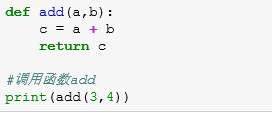 def add(a,b):
    c = a + b
    return c

#调用函数add
print(add(3,4))